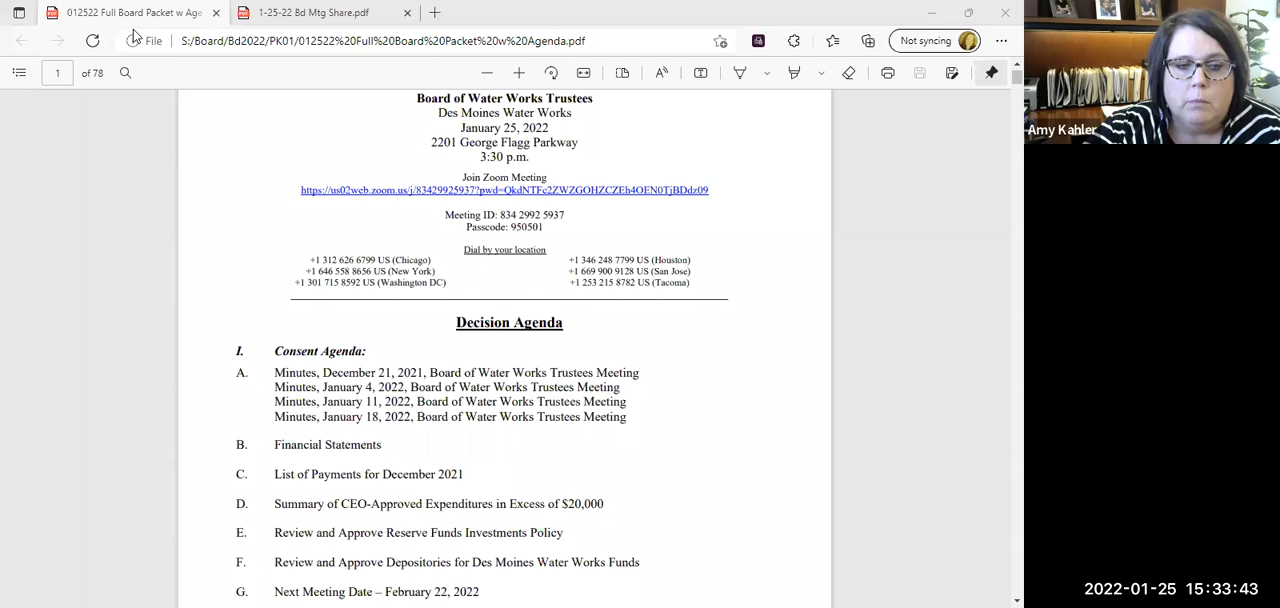 012522 Full Board Packet w Age
1-25-22 Bd Mtg Share.pdf
File
S:/Board/Bd2022/PK01/012522%20Full%20Board%20Packet%20w%20Agenda.pdf
Not syncing
1 of 78
Board of Water Works Trustees
Des Moines Water Works
January 25, 2022
2201 George Flagg Parkway
3:30 p.m.
Join Zoom Meeting
https://us02web.zoom.us/j/83429925937?pwd=QkdNTFc2ZWZGOHZCZEh4OEN0TjBDdz09
Meeting ID: 834 2992 5937
Passcode: 950501
Dial by your location
+1 312 626 6799 US (Chicago) +1 346 248 7799 US (Houston)
+1 646 558 8656 US (New York) +1 669 900 9128 US (San Jose)
+1 301 715 8592 US (Washington DC) +1 253 215 8782 US (Tacoma)
Decision Agenda
I. Consent Agenda:
A. Minutes, December 21, 2021, Board of Water Works Trustees Meeting
Minutes, January 4, 2022, Board of Water Works Trustees Meeting
Minutes, January 11, 2022, Board of Water Works Trustees Meeting
Minutes, January 18, 2022, Board of Water Works Trustees Meeting
B. Financial Statements
C. List of Payments for December 2021
D. Summary of CEO-Approved Expenditures in Excess of $20,000
E. Review and Approve Reserve Funds Investments Policy
F. Review and Approve Depositories for Des Moines Water Works Funds
G. Next Meeting Date – February 22, 2022
Amy Kahler
2022-01-25 15:33:43